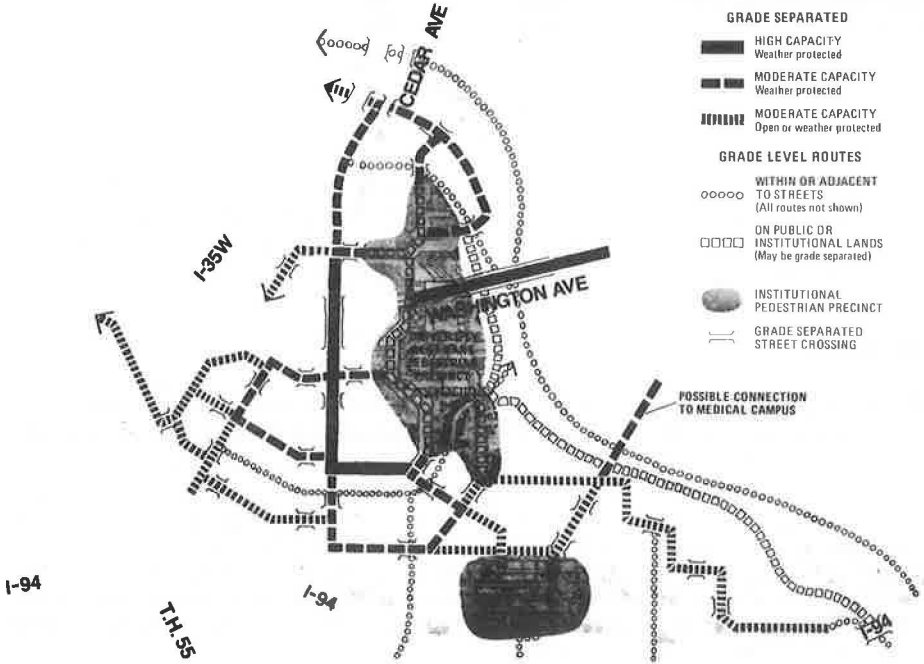 GRADE SEPARATED
HIGH CAPACITY
Weather protected
MODERATE CAPACITY
Weather protected
MODERATE CAPACITY
Open or weather protected
GRADE LEVEL ROUTES
WITHIN OR ADJACENT
TO STREETS
(All routes not shown)
ON PUBLIC OR
INSTITUTIONAL LANDS
(May be grade separated)
INSTITUTIONAL
PEDESTRIAN PRECINCT
GRADE SEPARATED
STREET CROSSING
CEDAR AVE
I-35W
WASHINGTON AVE
POSSIBLE CONNECTION
TO MEDICAL CAMPUS
I-94
I-94
T.H. 55
I-94